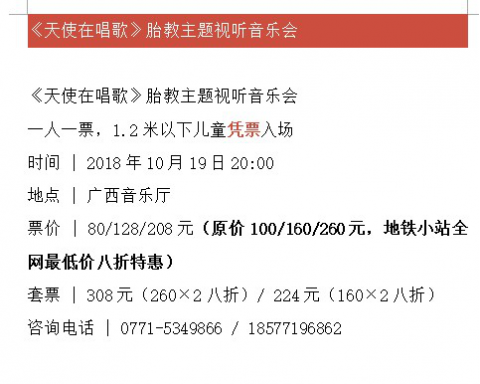 《天使在唱歌》胎教主题视听音乐会
《天使在唱歌》胎教主题视听音乐会
一人一票，1.2 米以下儿童凭票入场
时间 | 2018 年 10 月 19 日 20:00
地点 | 广西音乐厅
票价 | 80/128/208 元（原价 100/160/260 元，地铁小站全
网最低价八折特惠）
套票 | 308 元（260×2 八折）/ 224 元（160×2 八折）
咨询电话 | 0771-5349866 / 18577196862